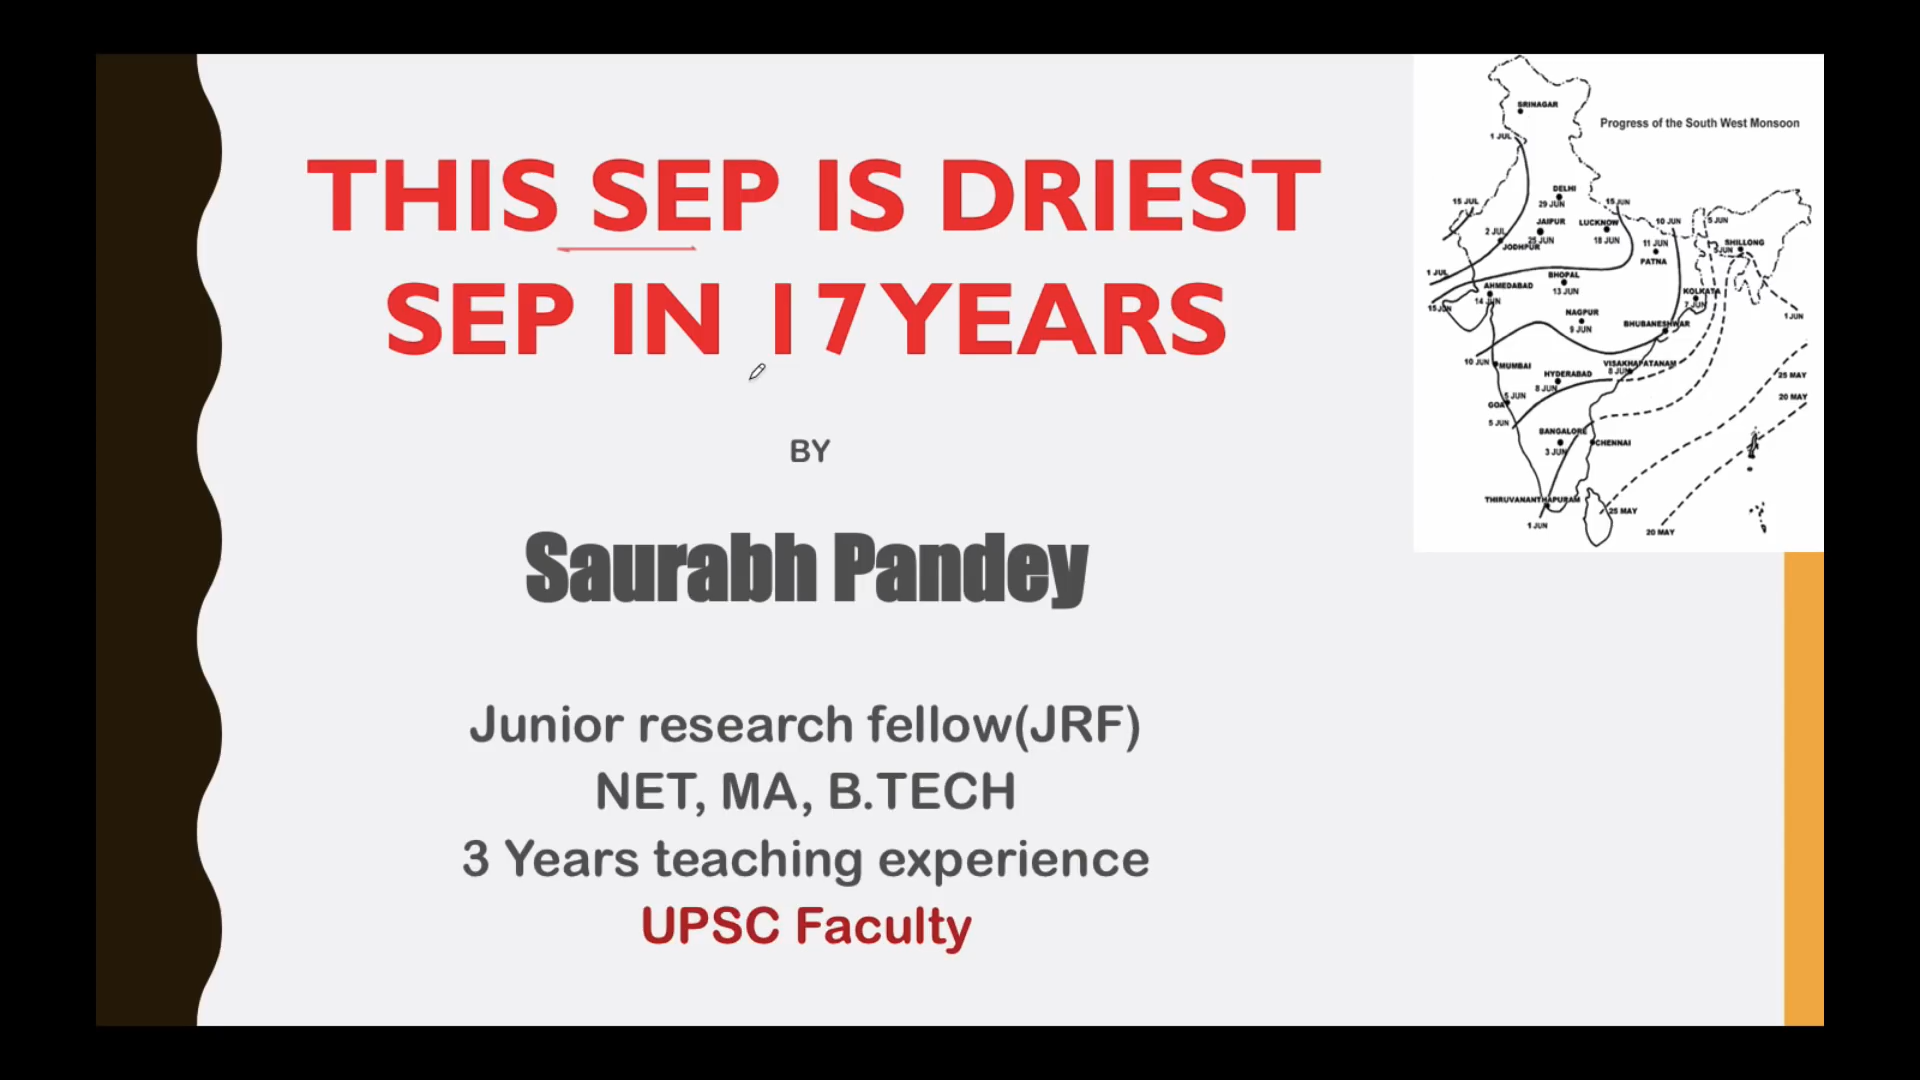 THIS SEP IS DRIEST
SEP IN 17 YEARS
BY
Saurabh Pandey
Junior research fellow(JRF)
NET, MA, B.TECH
3 Years teaching experience
UPSC Faculty
Progress of the South West Monsoon
SRINAGAR
1 JUL
DELHI
29 JUN
15 JUL
15 JUN
JAIPUR
25 JUN
LUCKNOW
18 JUN
10 JUN
5 JUN
2 JUL
JODHPUR
11 JUN
PATNA
SHILLONG
5 JUN
1 JUL
BHOPAL
13 JUN
AHMEDABAD
14 JUN
15 JUN
KOLKATA
7 JUN
1 JUN
NAGPUR
9 JUN
BHUBANESHWAR
10 JUN
MUMBAI
VISAKHAPATANAM
8 JUN
HYDERABAD
8 JUN
25 MAY
20 MAY
5 JUN
GOA
5 JUN
BANGALORE
3 JUN
CHENNAI
THIRUVANANTHAPURAM
1 JUN
25 MAY
20 MAY